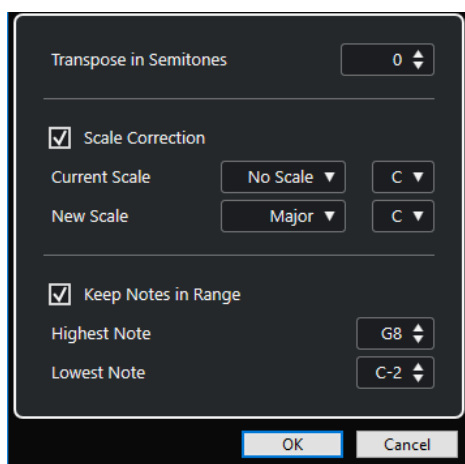 Transpose in Semitones 0
Scale Correction
Current Scale No Scale C
New Scale Major C
Keep Notes in Range
Highest Note G8
Lowest Note C-2
OK Cancel